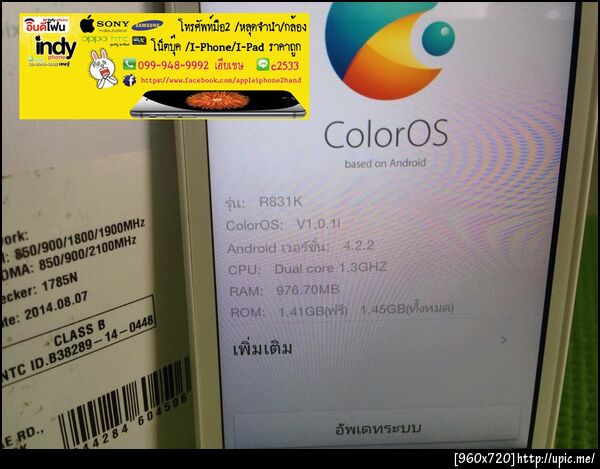 อินดี้โฟน
indy
phone
SONY
SAMSUNG
make.believe
oppo
htc
โทรศัพท์มือ2 /หลุดจำนำ/กล้อง
โน็ตบุ๊ค /I-Phone/I-Pad ราคาถูก
099-948-9992 เฮียเขษ c2533
https://www.facebook.com/appleiphone2hand
ColorOS
based on Android
รุ่น: R831K
ColorOS: V1.0.1i
Android เวอร์ชั่น: 4.2.2
CPU: Dual core 1.3GHZ
RAM: 976.70MB
ROM: 1.41GB(ฟรี) 1.45GB(ทั้งหมด)
เพิ่มเติม
อัพเดทระบบ
850/900/1800/1900MHz
850/900/2100MHz
1785N
2014.08.07
CLASS B
NTC ID.B38289-14-0448
44284 604506
RD.,
[960x720]http://upic.me/